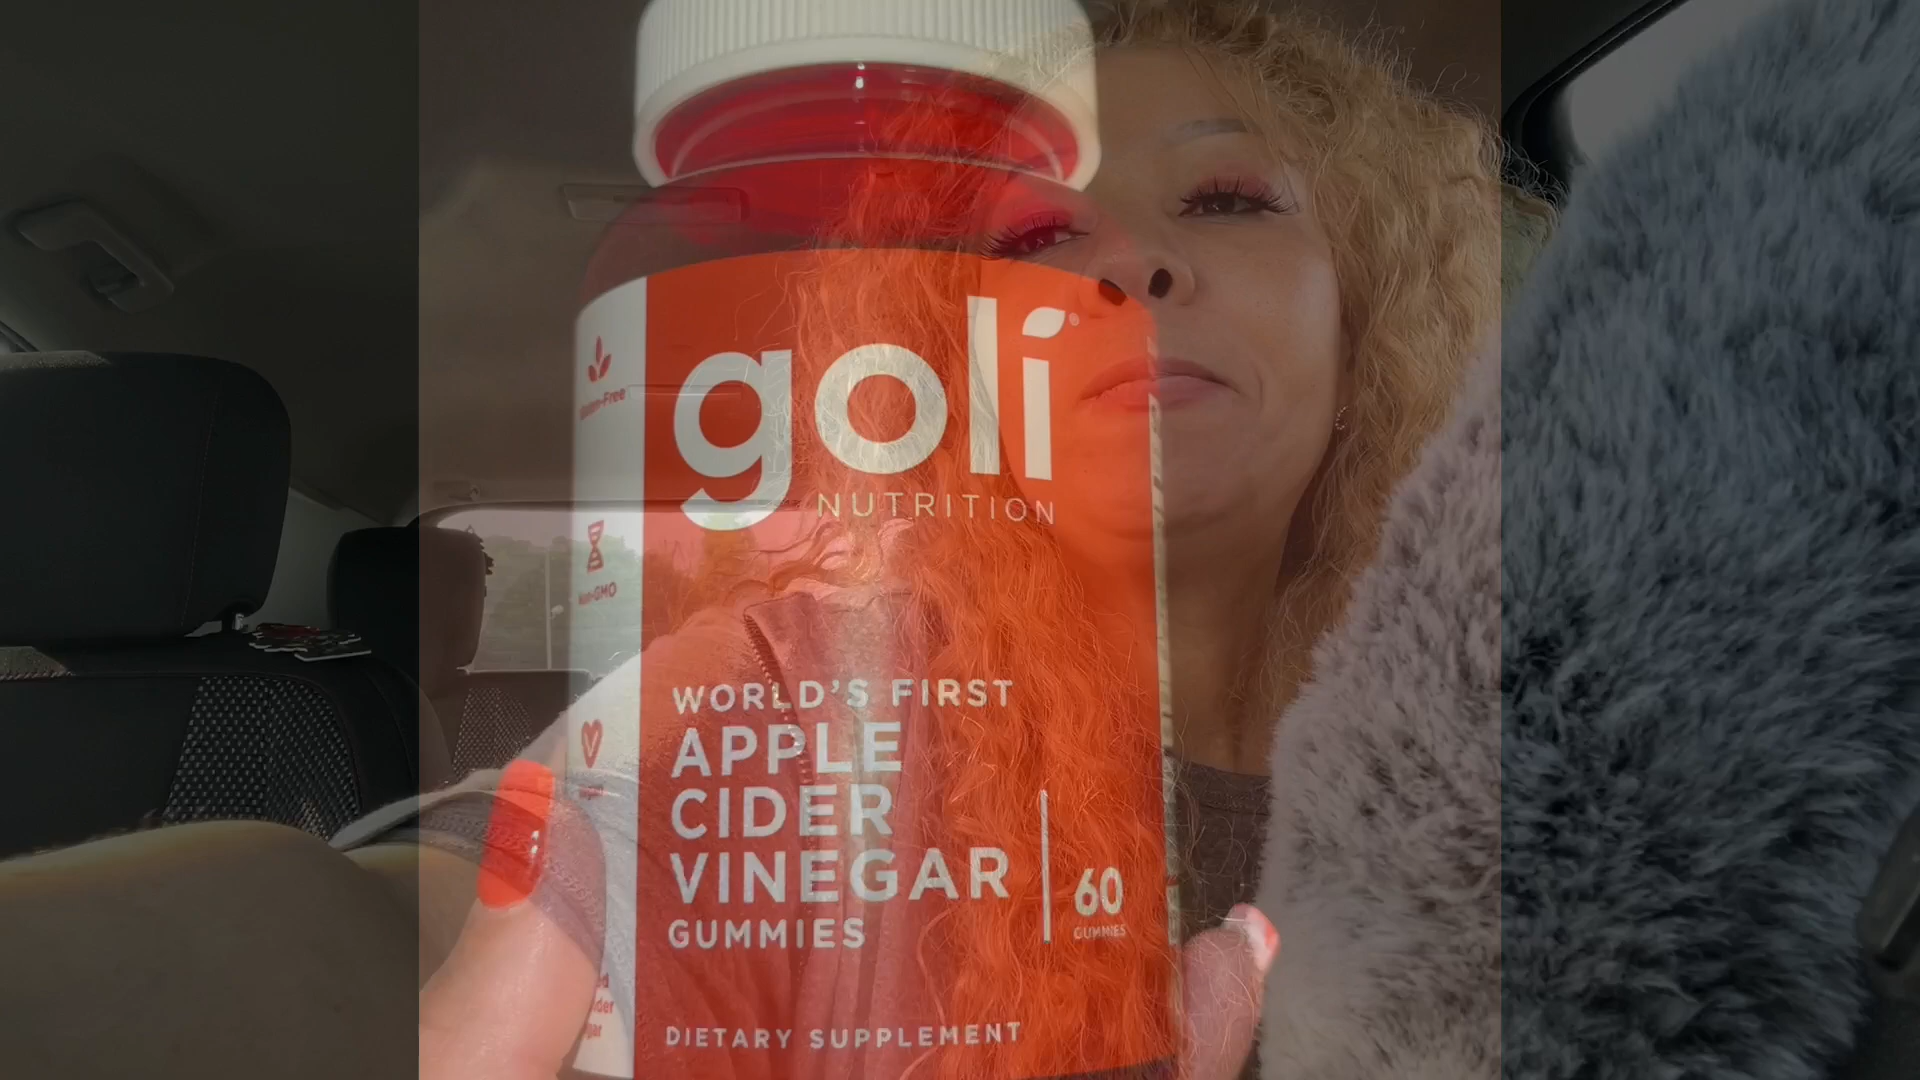 goli®
NUTRITION
Gluten-Free
Non-GMO
WORLD'S FIRST
APPLE
CIDER
VINEGAR
GUMMIES
60
GUMMIES
DIETARY SUPPLEMENT